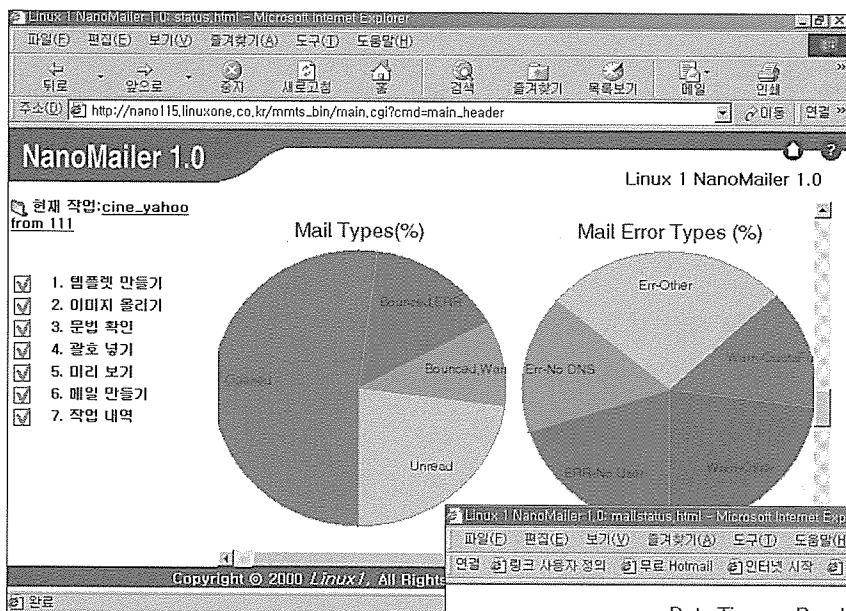 Linux 1 NanoMailer 1.0: status.html - Microsoft Internet Explorer
파일(F) 편집(E) 보기(V) 즐겨찾기(A) 도구(T) 도움말(H)
뒤로 앞으로 중지 새로고침 홈 검색 즐겨찾기 목록보기 메일 인쇄 »
주소(D) http://nano115.linuxone.co.kr/mmts_bin/main.cgi?cmd=main_header 이동 연결 »
NanoMailer 1.0
Linux 1 NanoMailer 1.0
현재 작업:cine_yahoo
from 111
1. 템플렛 만들기
2. 이미지 올리기
3. 문법 확인
4. 괄호 넣기
5. 미리 보기
6. 메일 만들기
7. 작업 내역
Mail Types(%)
Bounced,ERR
Bounced,Warn
Opened
Unread
Mail Error Types (%)
Err-Other
Err-No DNS
ERR-No User
Warn-Other
Copyright © 2000 Linux1, All Rights
완료
Linux 1 NanoMailer 1.0: mailstatus.html - Microsoft Internet Exp
파일(F) 편집(E) 보기(V) 즐겨찾기(A) 도구(T) 도움말(H
연결 링크 사용자 정의 무료 Hotmail 인터넷 시작